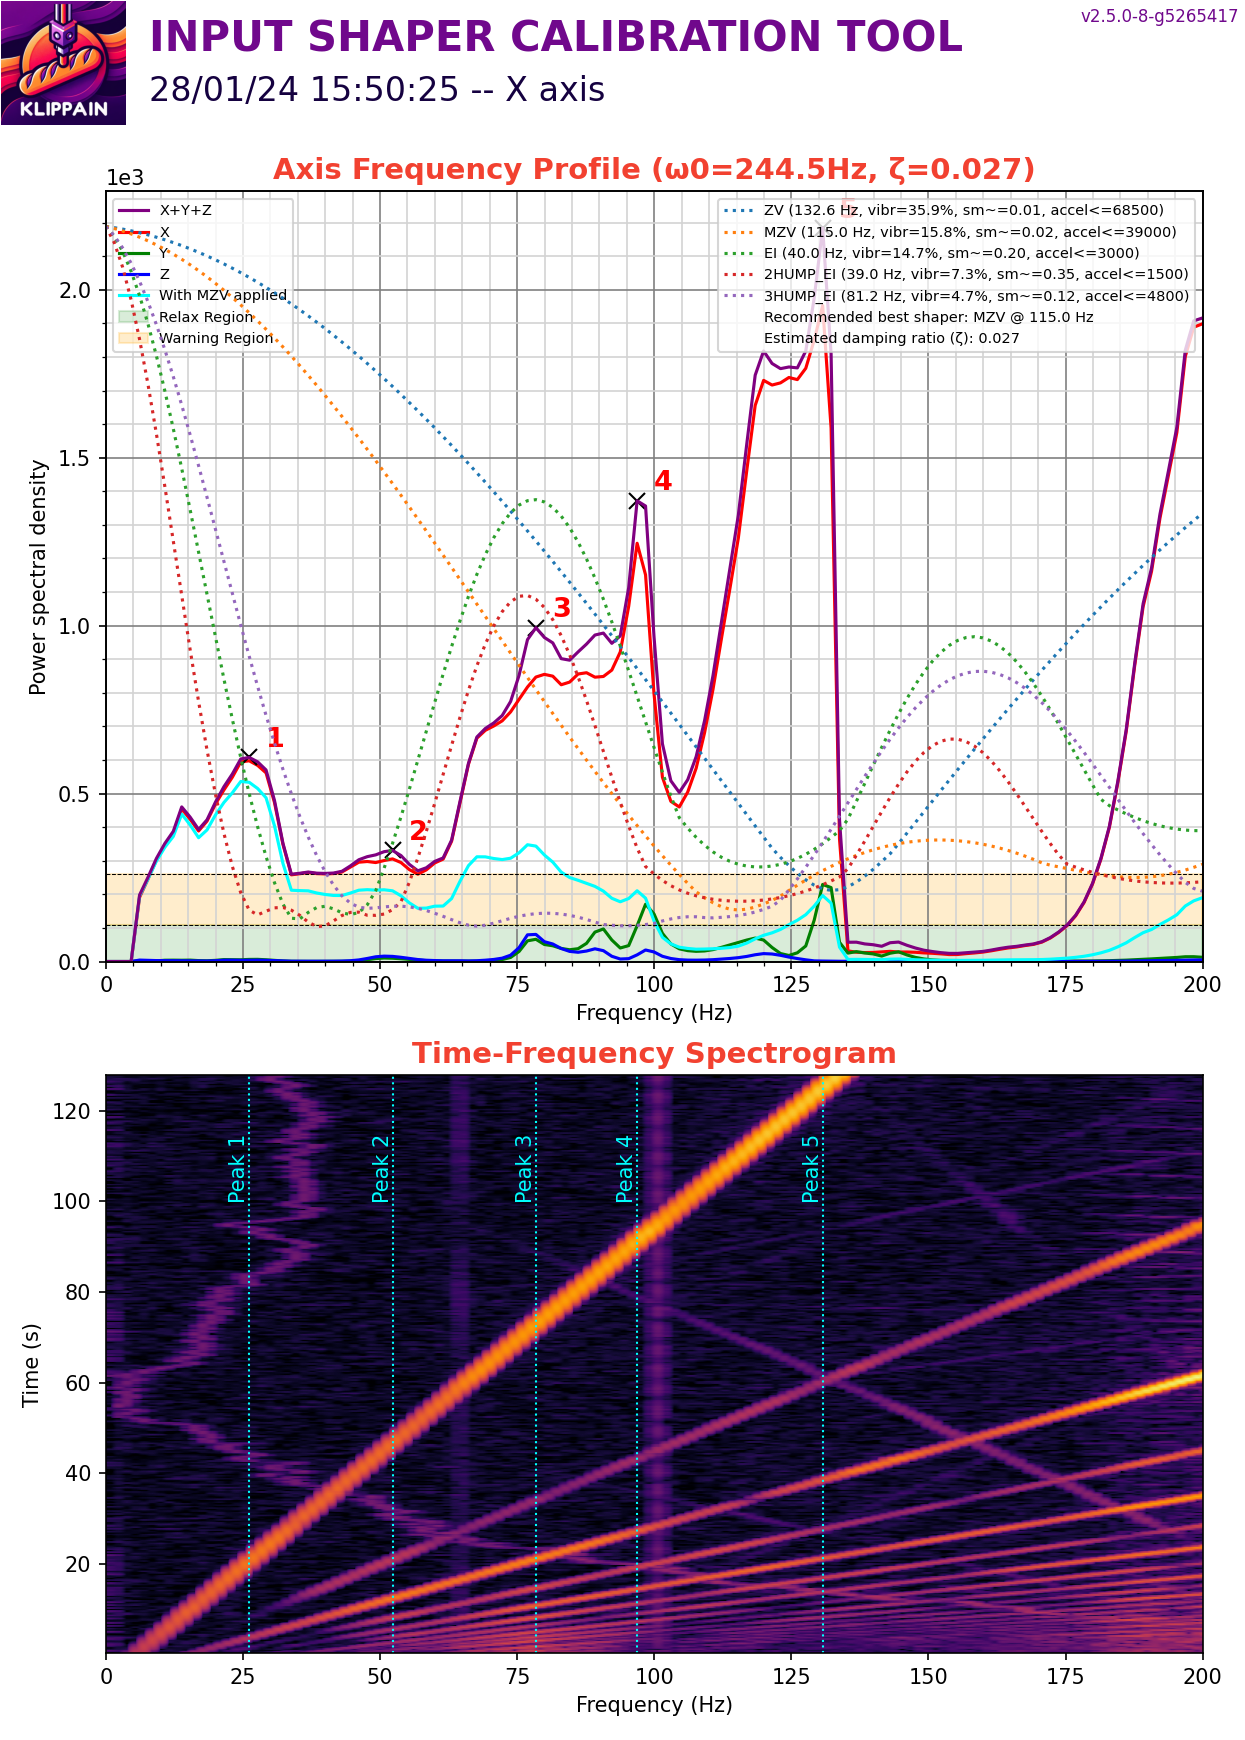 KLIPPAIN
INPUT SHAPER CALIBRATION TOOL
v2.5.0-8-g5265417
28/01/24 15:50:25 -- X axis
Axis Frequency Profile (ω0=244.5Hz, ζ=0.027)
1e3
X+Y+Z
X
Y
Z
With MZV applied
Relax Region
Warning Region
ZV (132.6 Hz, vibr=35.9%, sm~=0.01, accel<=68500)
MZV (115.0 Hz, vibr=15.8%, sm~=0.02, accel<=39000)
EI (40.0 Hz, vibr=14.7%, sm~=0.20, accel<=3000)
2HUMP_EI (39.0 Hz, vibr=7.3%, sm~=0.35, accel<=1500)
3HUMP_EI (81.2 Hz, vibr=4.7%, sm~=0.12, accel<=4800)
Recommended best shaper: MZV @ 115.0 Hz
Estimated damping ratio (ζ): 0.027
5
4
3
1
2
2.0
1.5
1.0
0.5
0.0
Power spectral density
0 25 50 75 100 125 150 175 200
Frequency (Hz)
Time-Frequency Spectrogram
Peak 1
Peak 2
Peak 3
Peak 4
Peak 5
120
100
80
60
40
20
Time (s)
0 25 50 75 100 125 150 175 200
Frequency (Hz)